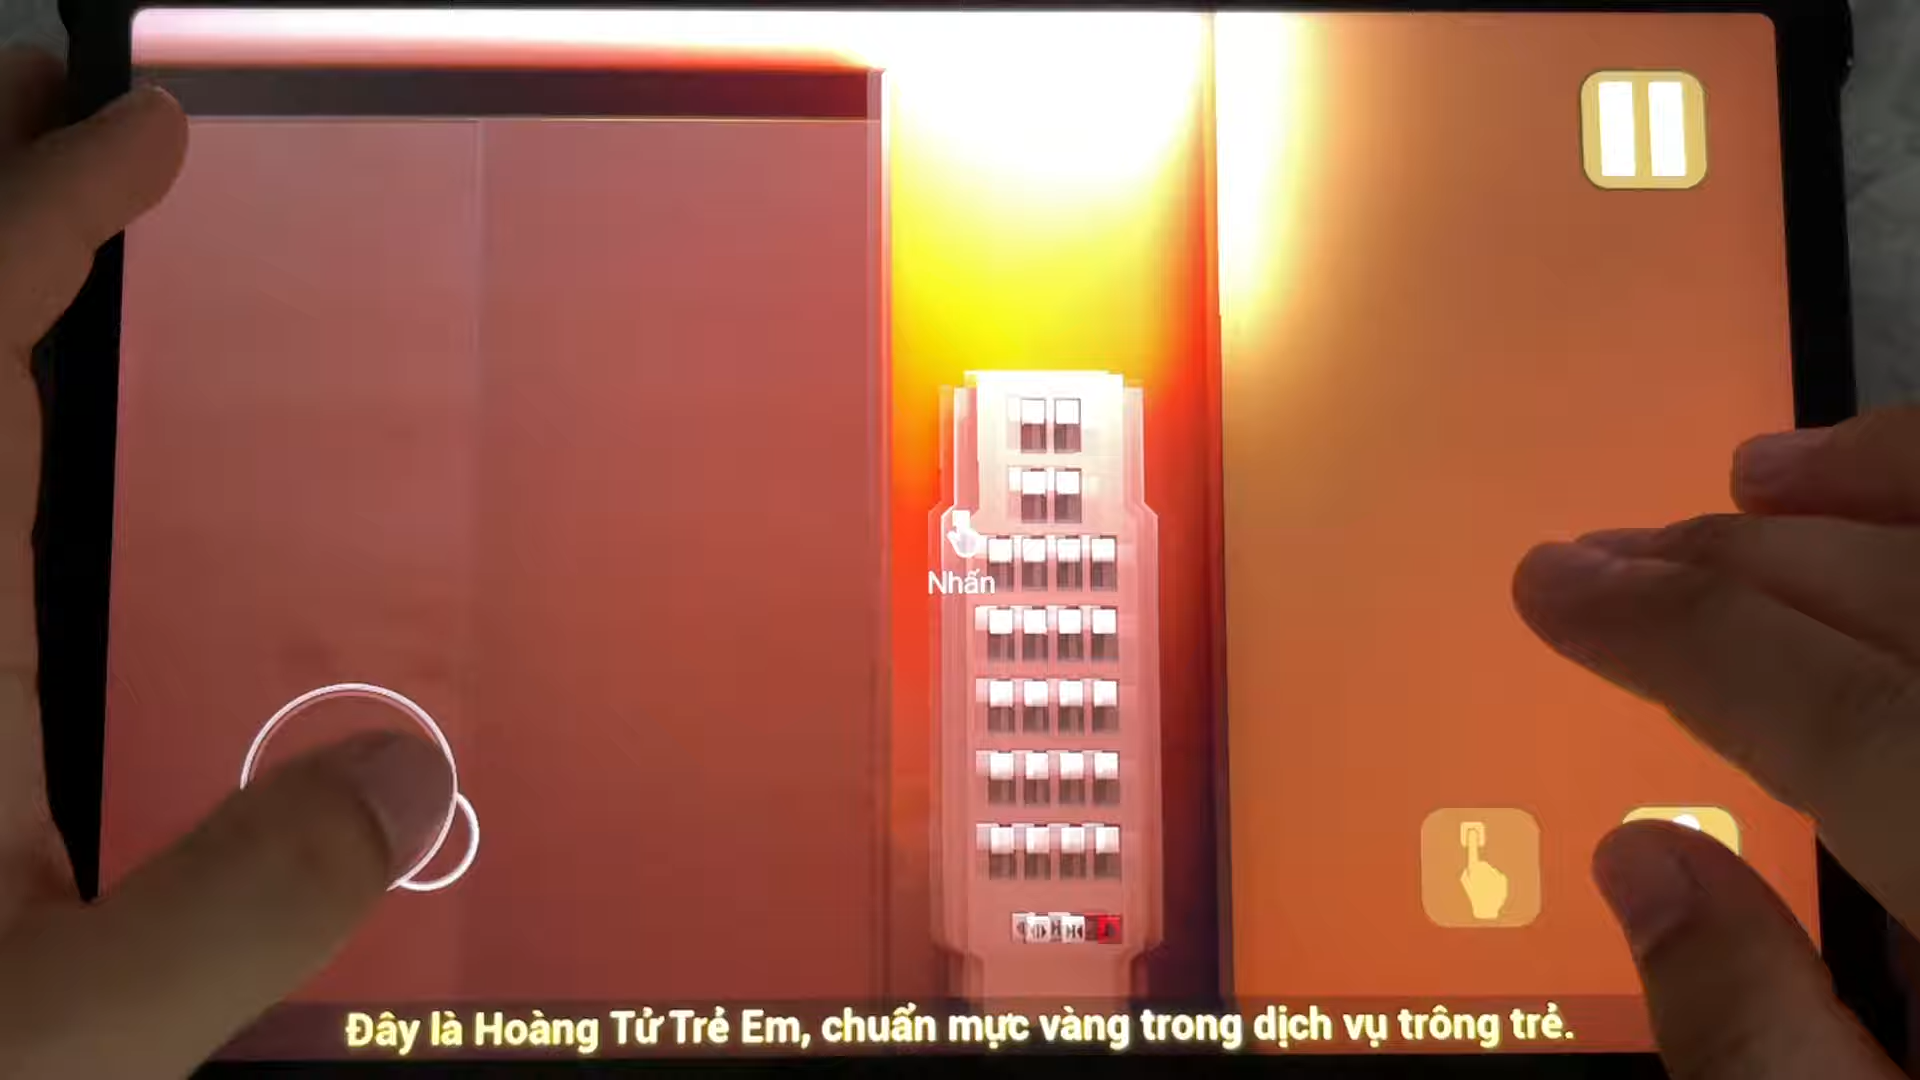 Nhấn
Đây là Hoàng Tử Trẻ Em, chuẩn mực vàng trong dịch vụ trông trẻ.